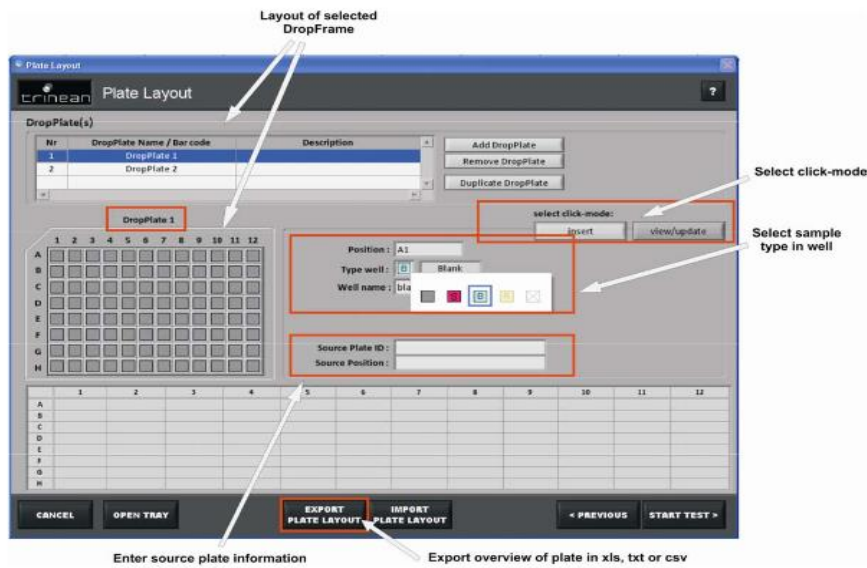 Layout of selected
DropFrame
Plate Layout
trinean Plate Layout ?
DropPlate(s)
Nr DropPlate Name / Bar code Description
1 DropPlate 1
2 DropPlate 2
Add DropPlate
Remove DropPlate
Duplicate DropPlate
Select click-mode
select click-mode:
insert view/update
DropPlate 1
Select sample
type in well
1 2 3 4 5 6 7 8 9 10 11 12
A
B
C
D
E
F
G
H
Position : A1
Type well : B Blank
Well name : bla
S B R
Source Plate ID :
Source Position :
1 2 3 4 5 6 7 8 9 10 11 12
A
B
C
D
E
F
G
H
CANCEL OPEN TRAY EXPORT PLATE LAYOUT IMPORT PLATE LAYOUT < PREVIOUS START TEST >
Enter source plate information
Export overview of plate in xls, txt or csv